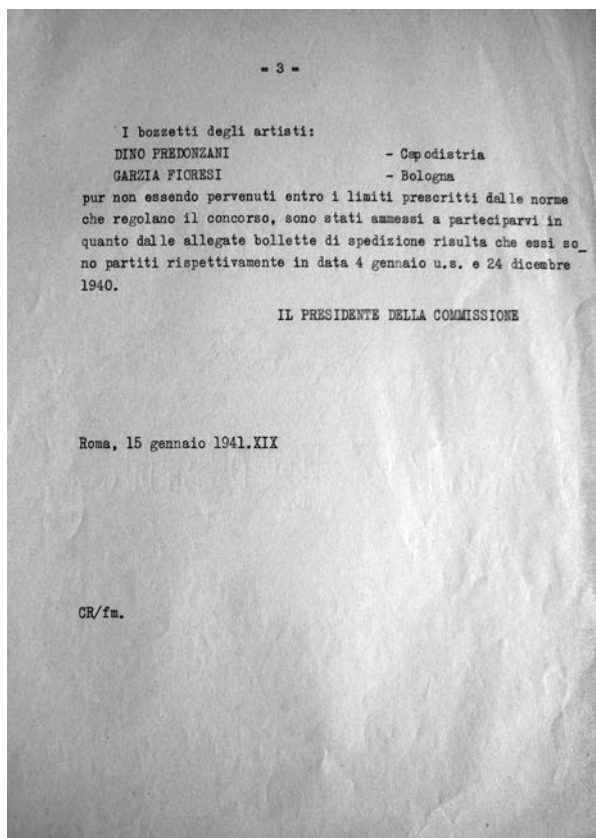 - 3 -
I bozzetti degli artisti:
DINO PREDONZANI - Capodistria
GARZIA FIORESI - Bologna
pur non essendo pervenuti entro i limiti prescritti dalle norme
che regolano il concorso, sono stati ammessi a parteciparvi in
quanto dalle allegate bollette di spedizione risulta che essi so_
no partiti rispettivamente in data 4 gennaio u.s. e 24 dicembre
1940.
IL PRESIDENTE DELLA COMMISSIONE
Roma, 15 gennaio 1941.XIX
CR/fm.